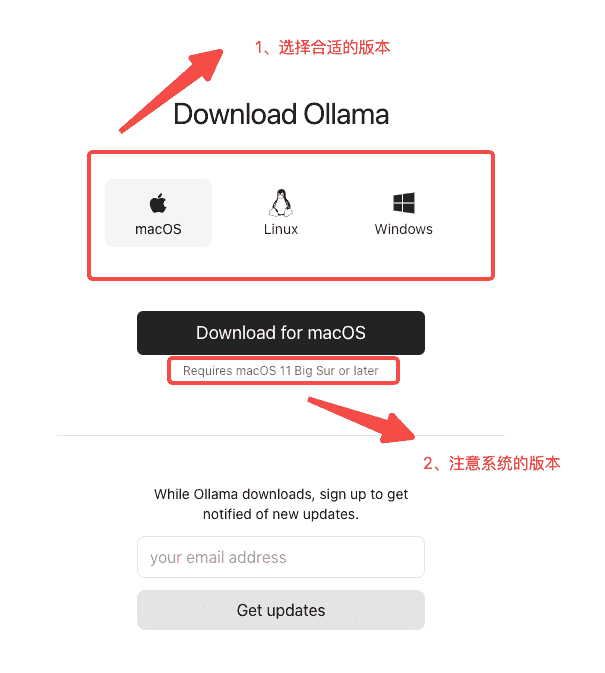 1、选择合适的版本
Download Ollama
macOS
Linux
Windows
Download for macOS
Requires macOS 11 Big Sur or later
2、注意系统的版本
While Ollama downloads, sign up to get
notified of new updates.
your email address
Get updates